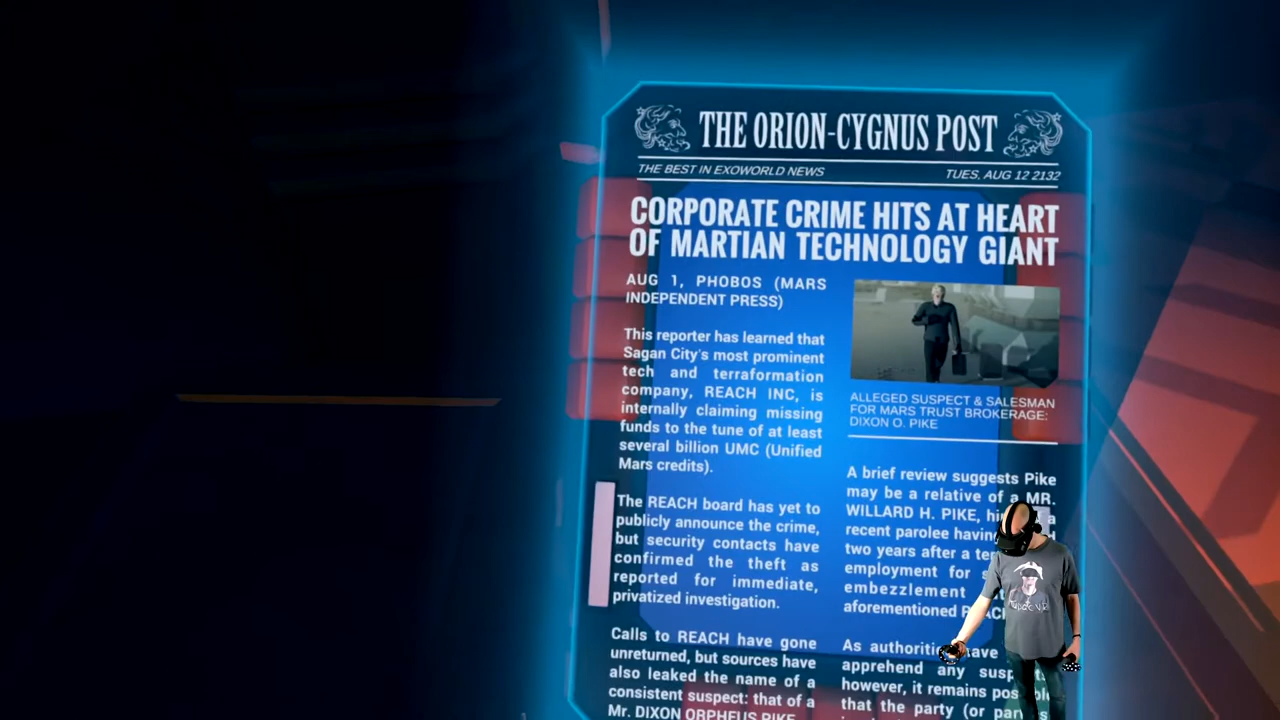 THE ORION-CYGNUS POST
THE BEST IN EXOWORLD NEWS
TUES, AUG 12 2132
CORPORATE CRIME HITS AT HEART
OF MARTIAN TECHNOLOGY GIANT
AUG 1, PHOBOS (MARS
INDEPENDENT PRESS)
This reporter has learned that
Sagan City's most prominent
tech and terraformation
company, REACH INC, is
internally claiming missing
funds to the tune of at least
several billion UMC (Unified
Mars credits).
The REACH board has yet to
publicly announce the crime,
but security contacts have
confirmed the theft as
reported for immediate,
privatized investigation.
Calls to REACH have gone
unreturned, but sources have
also leaked the name of a
consistent suspect: that of a
Mr. DIXON ORPHEUS PIKE
ALLEGED SUSPECT & SALESMAN
FOR MARS TRUST BROKERAGE:
DIXON O. PIKE
A brief review suggests Pike
may be a relative of a MR.
WILLARD H. PIKE, a
recent parolee having
two years after a
employment for
embezzlement
aforementioned
As have
apprehend any
however, it remains
that the party (or